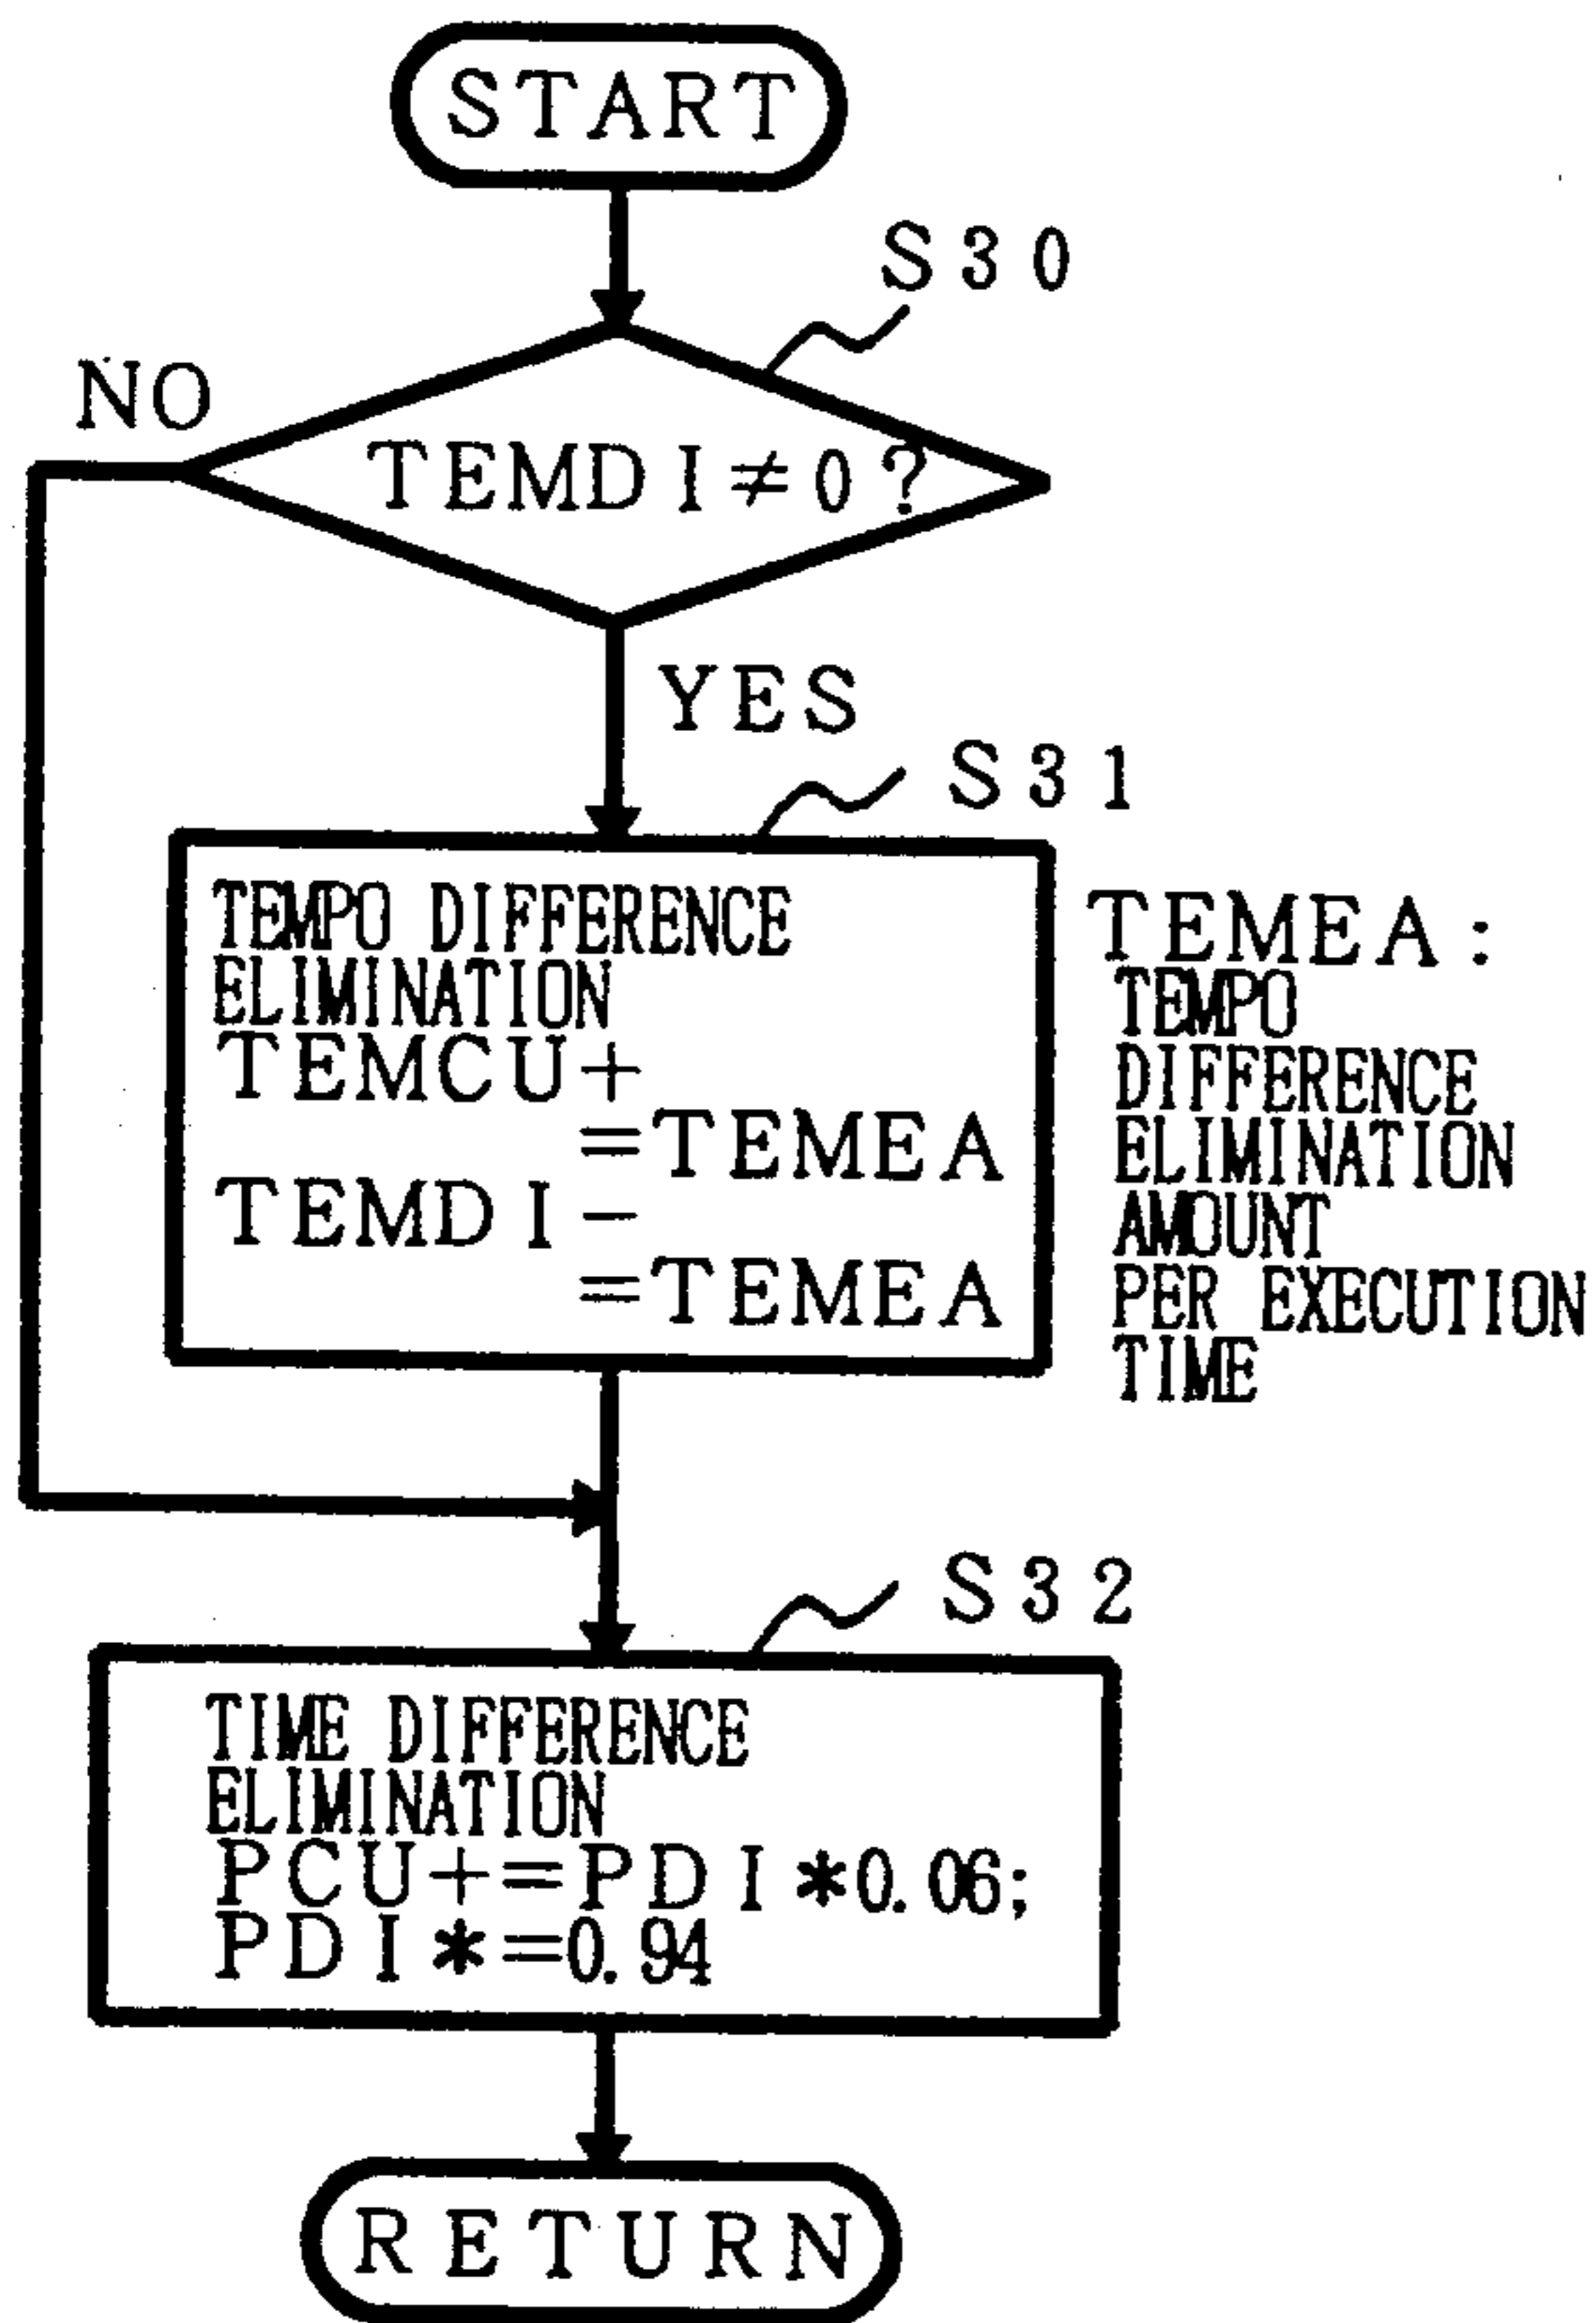 START
S30
NO
TEMDI≠0?
YES
S31
TEMPO DIFFERENCE
ELIMINATION
TEMCU+
=TEMEA
TEMDI-
=TEMEA
TEMEA:
TEMPO
DIFFERENCE
ELIMINATION
AMOUNT
PER EXECUTION
TIME
S32
TIME DIFFERENCE
ELIMINATION
PCU+=PDI*0.06;
PDI*=0.94
RETURN